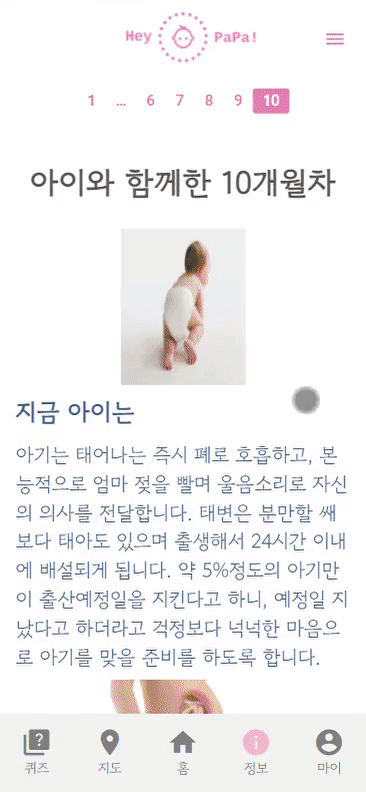 Hey PaPa!
1 … 6 7 8 9 10
아이와 함께한 10개월차
지금 아이는
아기는 태어나는 즉시 폐로 호흡하고, 본
능적으로 엄마 젖을 빨며 울음소리로 자신
의 의사를 전달합니다. 태변은 분만할 쌔
보다 태아도 있으며 출생해서 24시간 이내
에 배설되게 됩니다. 약 5%정도의 아기만
이 출산예정일을 지킨다고 하니, 예정일 지
났다고 하더라고 걱정보다 넉넉한 마음으
로 아기를 맞을 준비를 하도록 합니다.
퀴즈 지도 홈 정보 마이